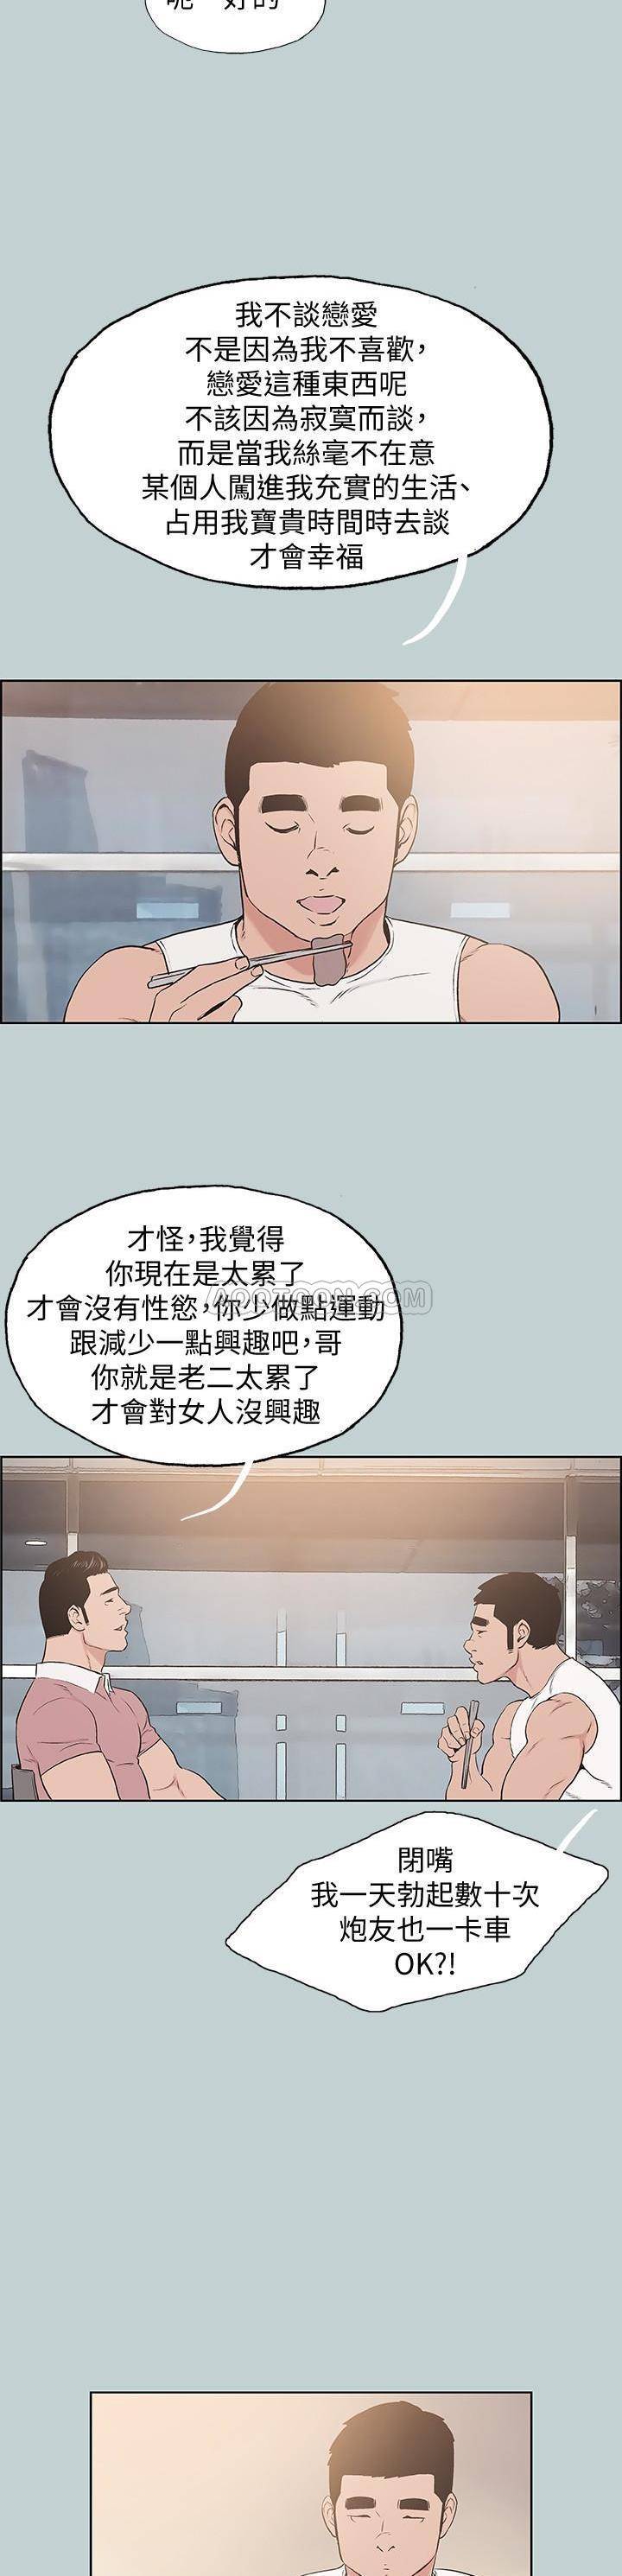 呢 好的
我不談戀愛
不是因為我不喜歡，
戀愛這種東西呢
不該因為寂寞而談，
而是當我絲毫不在意
某個人闖進我充實的生活、
占用我寶貴時間時去談
才會幸福
才怪，我覺得
你現在是太累了
才會沒有性慾，你少做點運動
跟減少一點興趣吧，哥
你就是老二太累了
才會對女人沒興趣
閉嘴
我一天勃起數十次
炮友也一卡車
OK?!